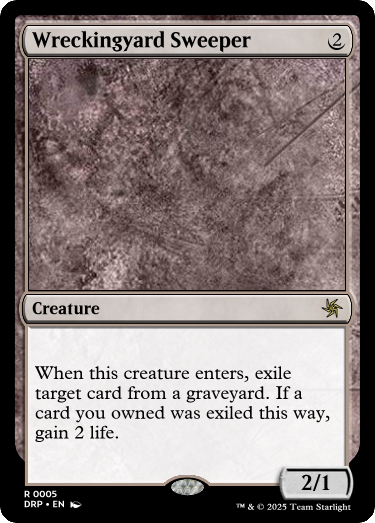 Wreckingyard Sweeper 2
Creature
When this creature enters, exile
target card from a graveyard. If a
card you owned was exiled this way,
gain 2 life.
2/1
R 0005
DRP • EN
™ & © 2025 Team Starlight